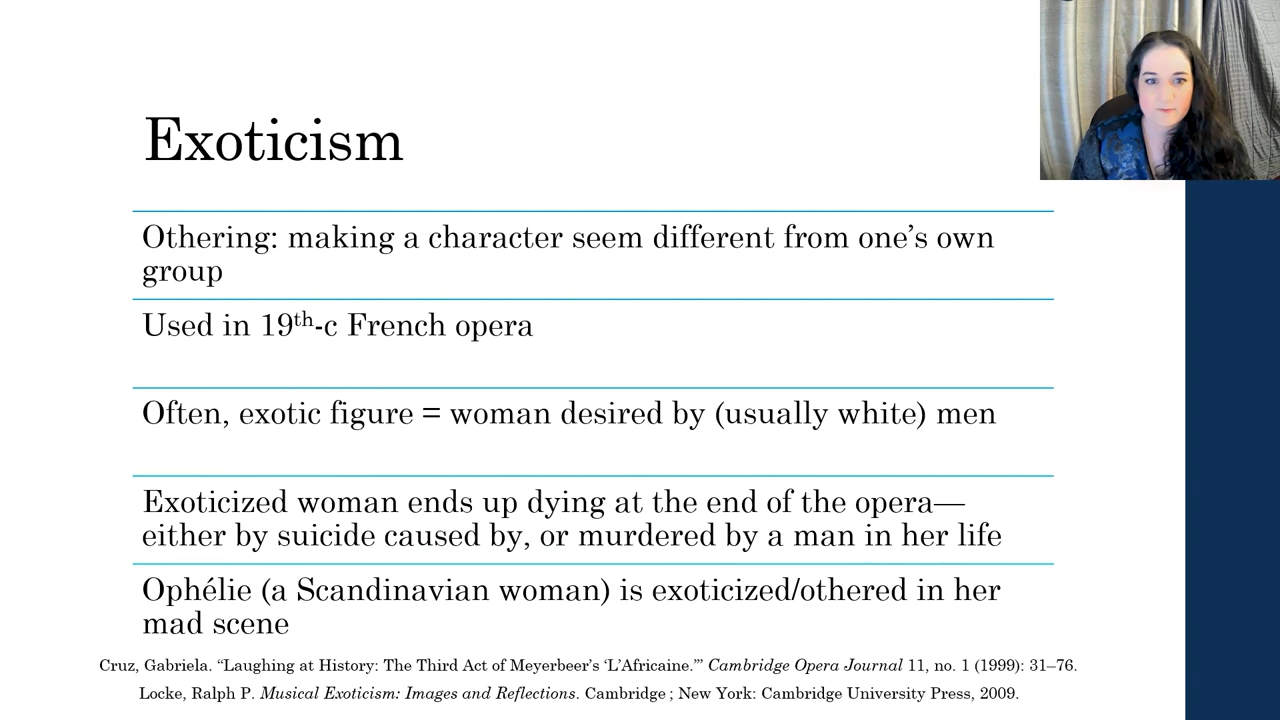 Exoticism
Othering: making a character seem different from one’s own
group
Used in 19th-c French opera
Often, exotic figure = woman desired by (usually white) men
Exoticized woman ends up dying at the end of the opera—
either by suicide caused by, or murdered by a man in her life
Ophélie (a Scandinavian woman) is exoticized/othered in her
mad scene
Cruz, Gabriela. “Laughing at History: The Third Act of Meyerbeer’s ‘L’Africaine.’” Cambridge Opera Journal 11, no. 1 (1999): 31–76.
Locke, Ralph P. Musical Exoticism: Images and Reflections. Cambridge ; New York: Cambridge University Press, 2009.